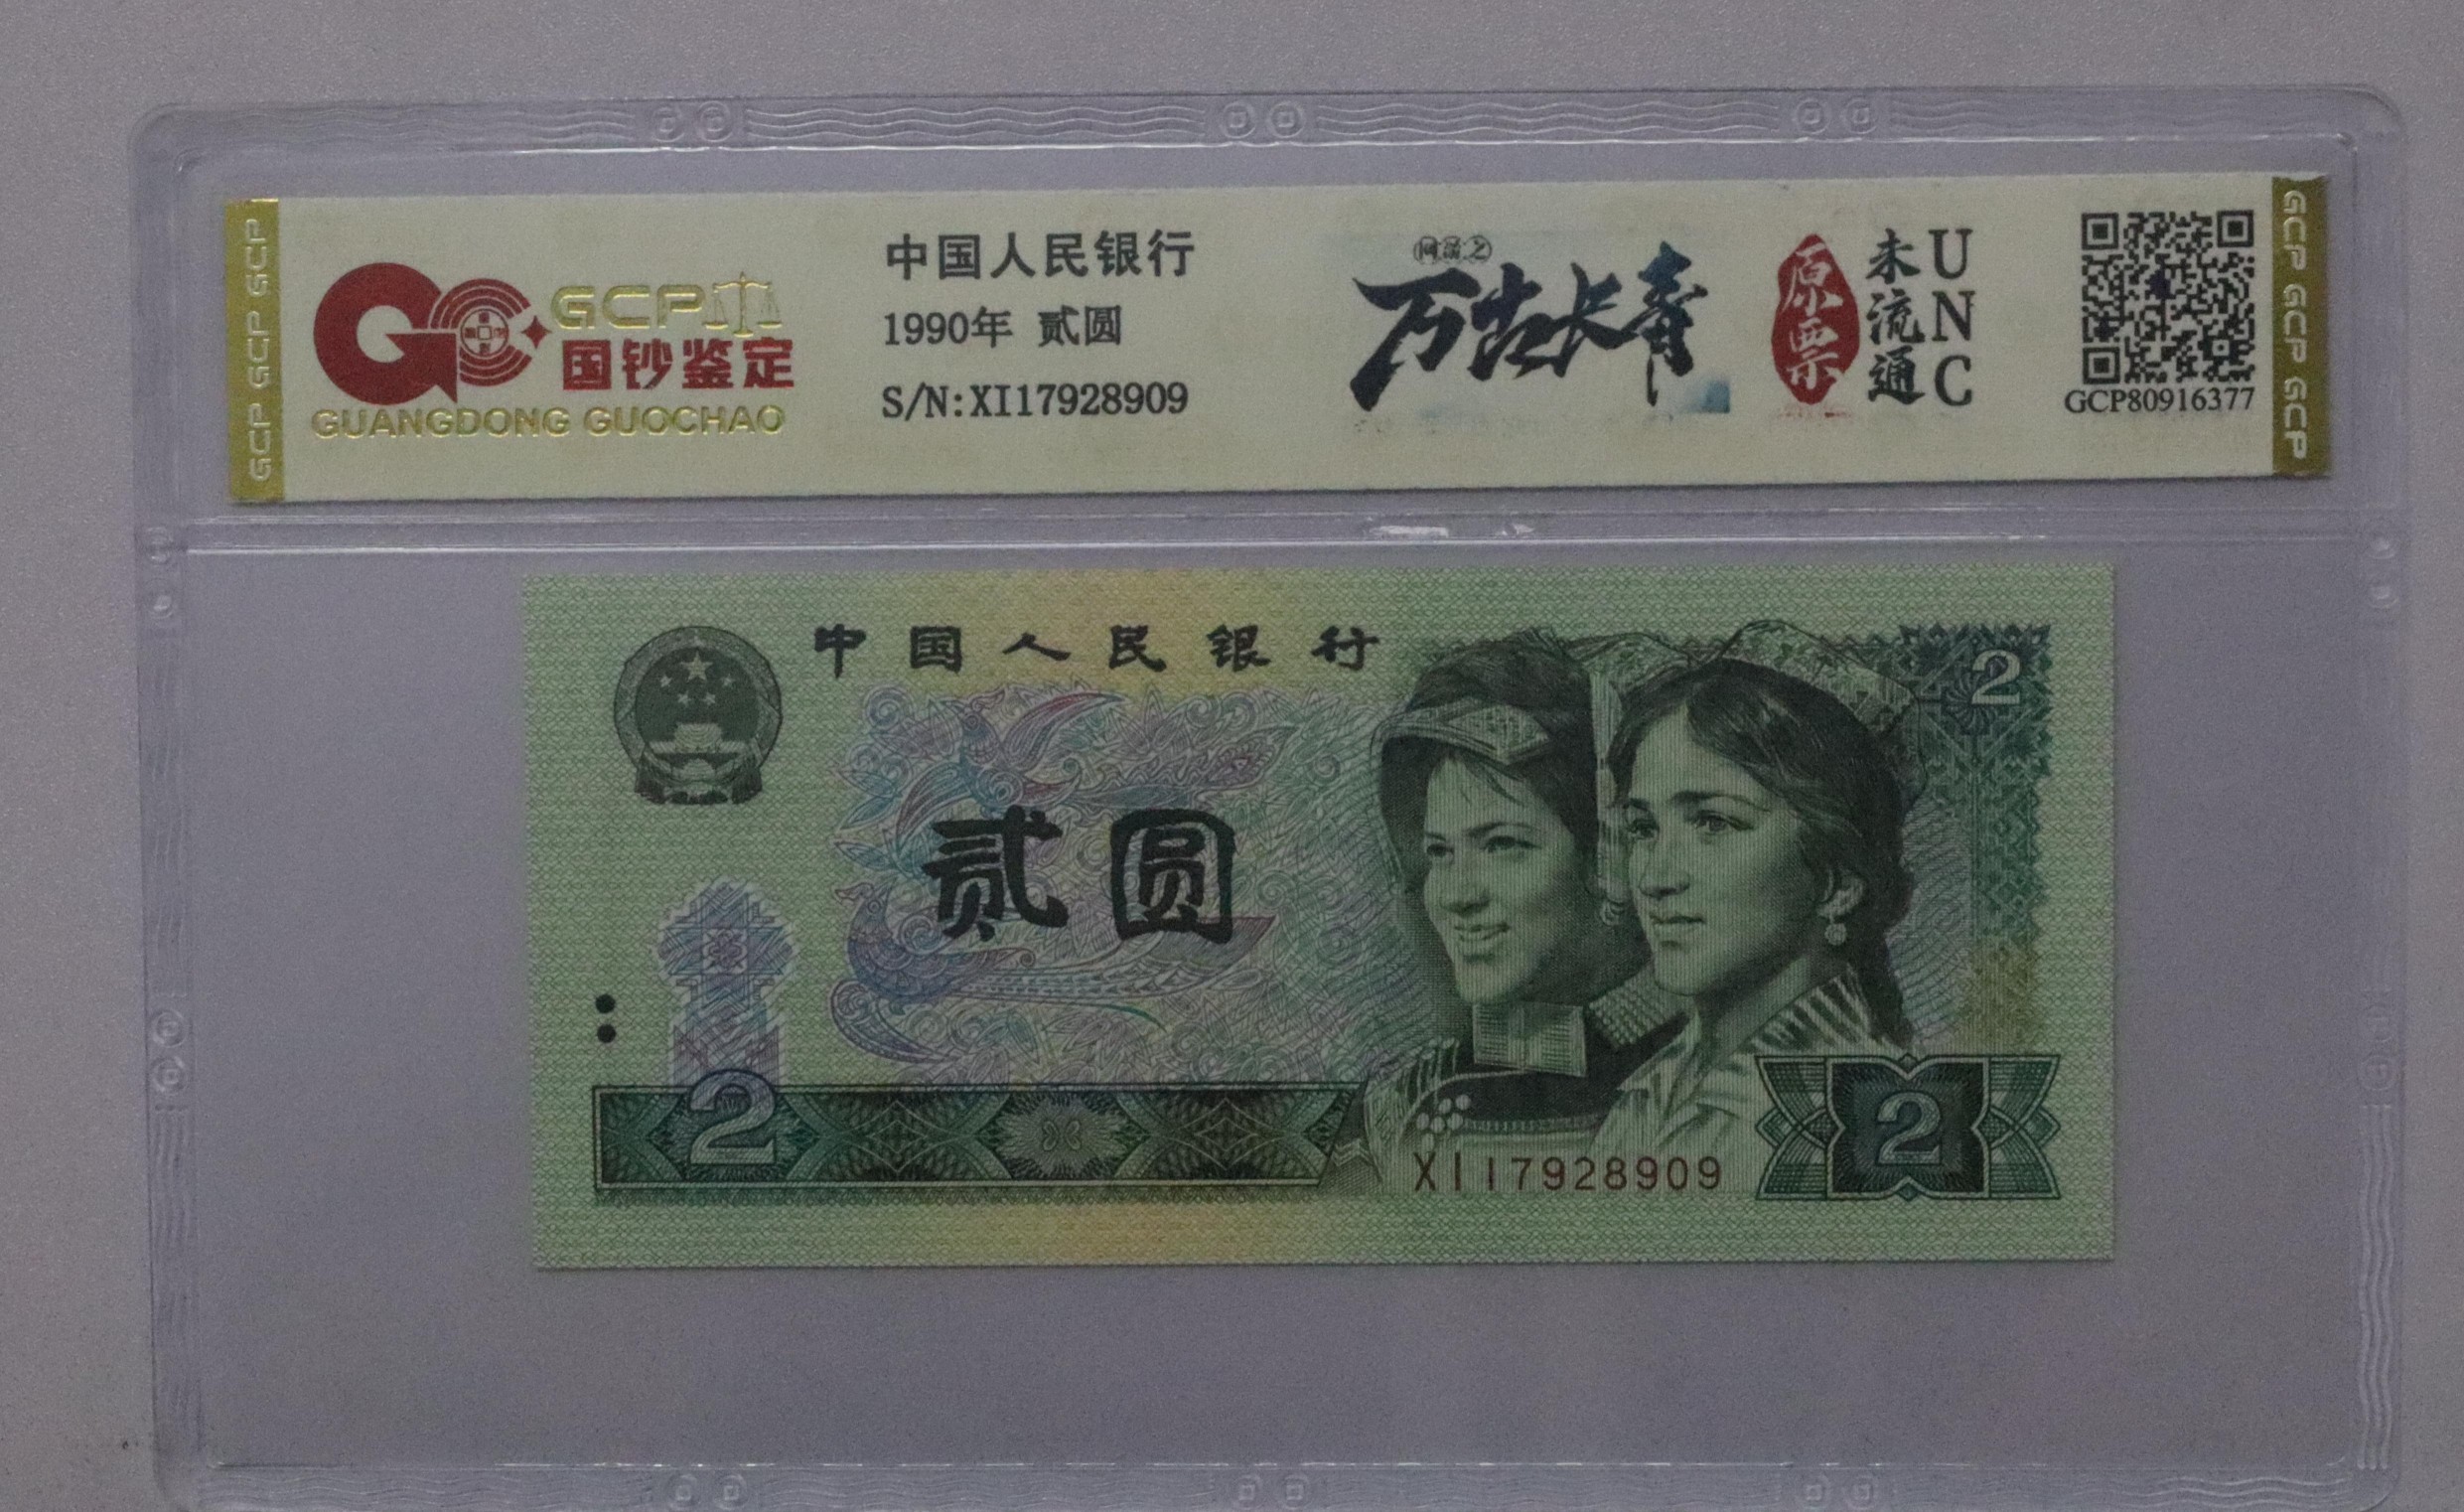 GCP GCP GCP
GCP
国钞鉴定
GUANGDONG GUOCHAO
中国人民银行
1990年 贰圆
S/N:XI17928909
万古长青
原票
未流通
UNC
GCP80916377
GCP GCP GCP
中国人民银行
贰圆
2
2
XI17928909
2